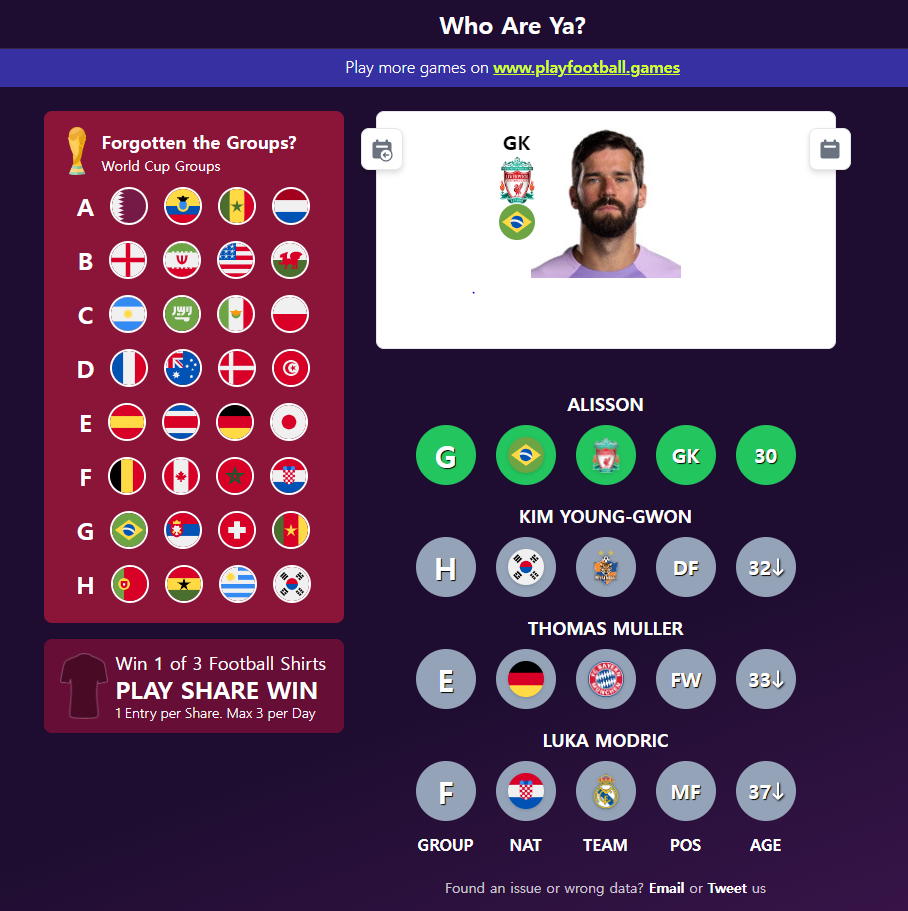 Who Are Ya?
Play more games on www.playfootball.games
Forgotten the Groups?
World Cup Groups
A
B
C
D
E
F
G
H
Win 1 of 3 Football Shirts
PLAY SHARE WIN
1 Entry per Share. Max 3 per Day
GK
LIVERPOOL
ALISSON
G GK 30
KIM YOUNG-GWON
H DF 32↓
THOMAS MULLER
E FW 33↓
LUKA MODRIC
F MF 37↓
GROUP NAT TEAM POS AGE
Found an issue or wrong data? Email or Tweet us